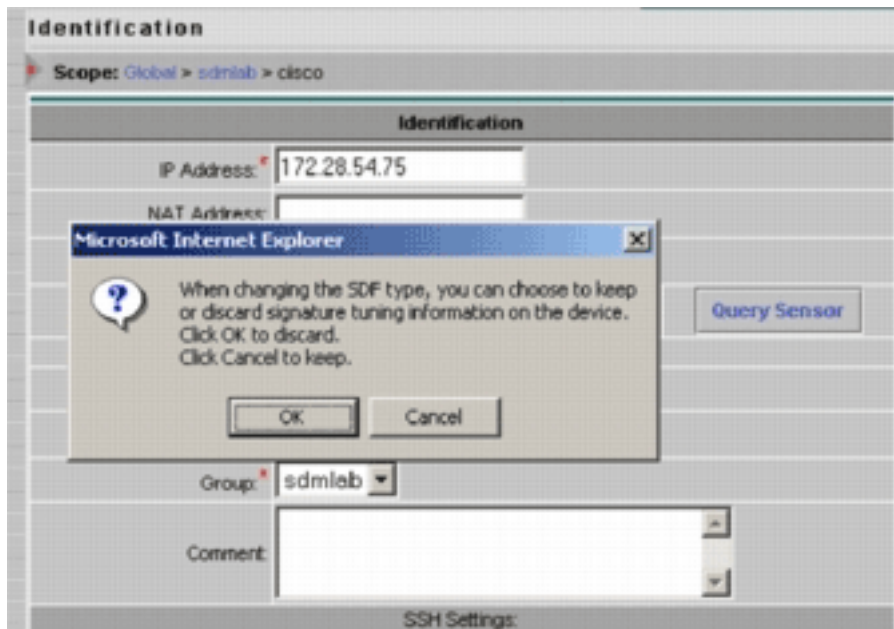 Identification
Scope: Global > sdmlab > cisco
Identification
IP Address:* 172.28.54.75
NAT Address:
Microsoft Internet Explorer
When changing the SDF type, you can choose to keep
or discard signature tuning information on the device.
Click OK to discard.
Click Cancel to keep.
Query Sensor
OK Cancel
Group:* sdmlab
Comment:
SSH Settings: